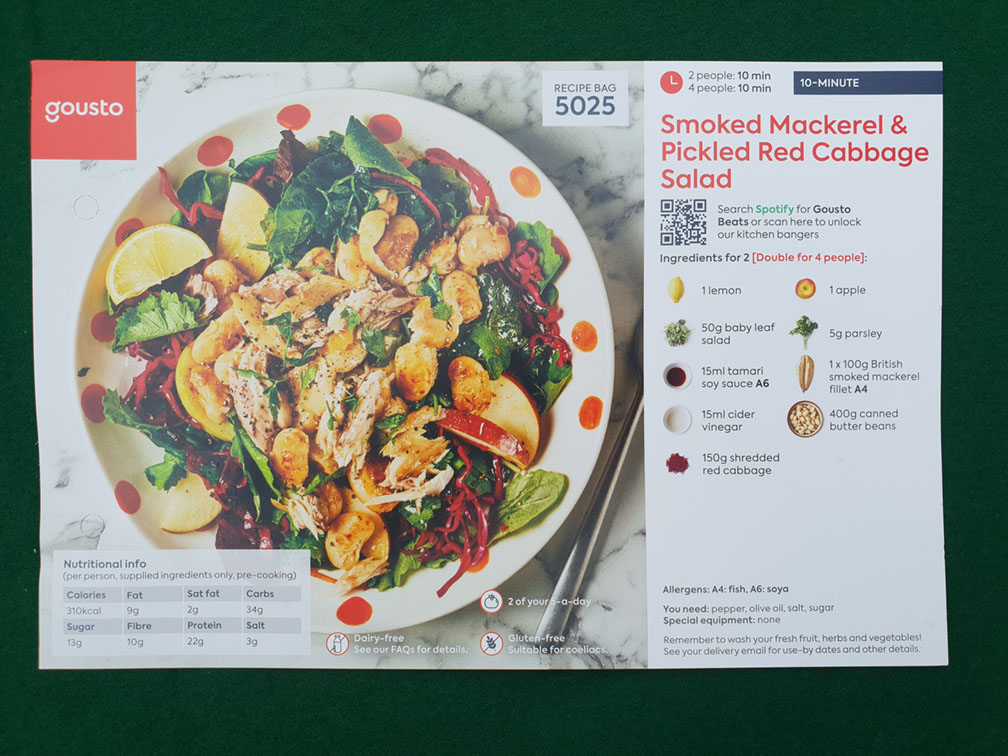 gousto
RECIPE BAG
5025
2 people: 10 min
4 people: 10 min
10-MINUTE
Smoked Mackerel &
Pickled Red Cabbage
Salad
Search Spotify for Gousto
Beats or scan here to unlock
our kitchen bangers
Ingredients for 2 [Double for 4 people]:
1 lemon
1 apple
50g baby leaf
salad
5g parsley
15ml tamari
soy sauce A6
1 x 100g British
smoked mackerel
fillet A4
15ml cider
vinegar
400g canned
butter beans
150g shredded
red cabbage
Nutritional info
(per person, supplied ingredients only, pre-cooking)
Calories Fat Sat fat Carbs
310kcal 9g 2g 34g
Sugar Fibre Protein Salt
13g 10g 22g 3g
2 of your 5-a-day
Dairy-free
See our FAQs for details.
Gluten-free
Suitable for coeliacs.
Allergens: A4: fish, A6: soya
You need: pepper, olive oil, salt, sugar
Special equipment: none
Remember to wash your fresh fruit, herbs and vegetables!
See your delivery email for use-by dates and other details.